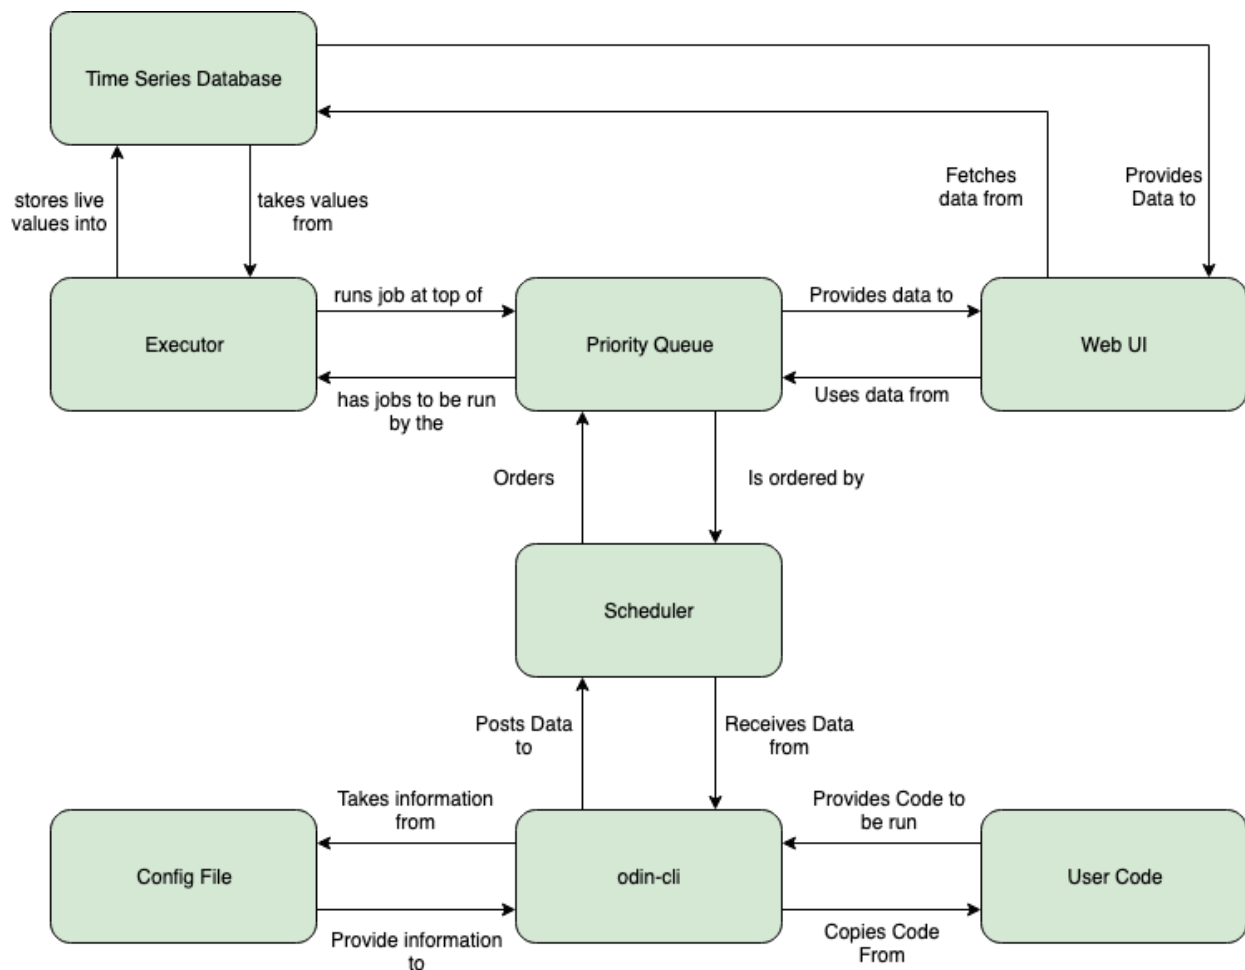 Time Series Database
stores live
values into
takes values
from
Fetches
data from
Provides
Data to
Executor
runs job at top of
has jobs to be run
by the
Priority Queue
Provides data to
Uses data from
Web UI
Orders
Is ordered by
Scheduler
Posts Data
to
Receives Data
from
Takes information
from
Provides Code to
be run
Config File
odin-cli
User Code
Provide information
to
Copies Code
From